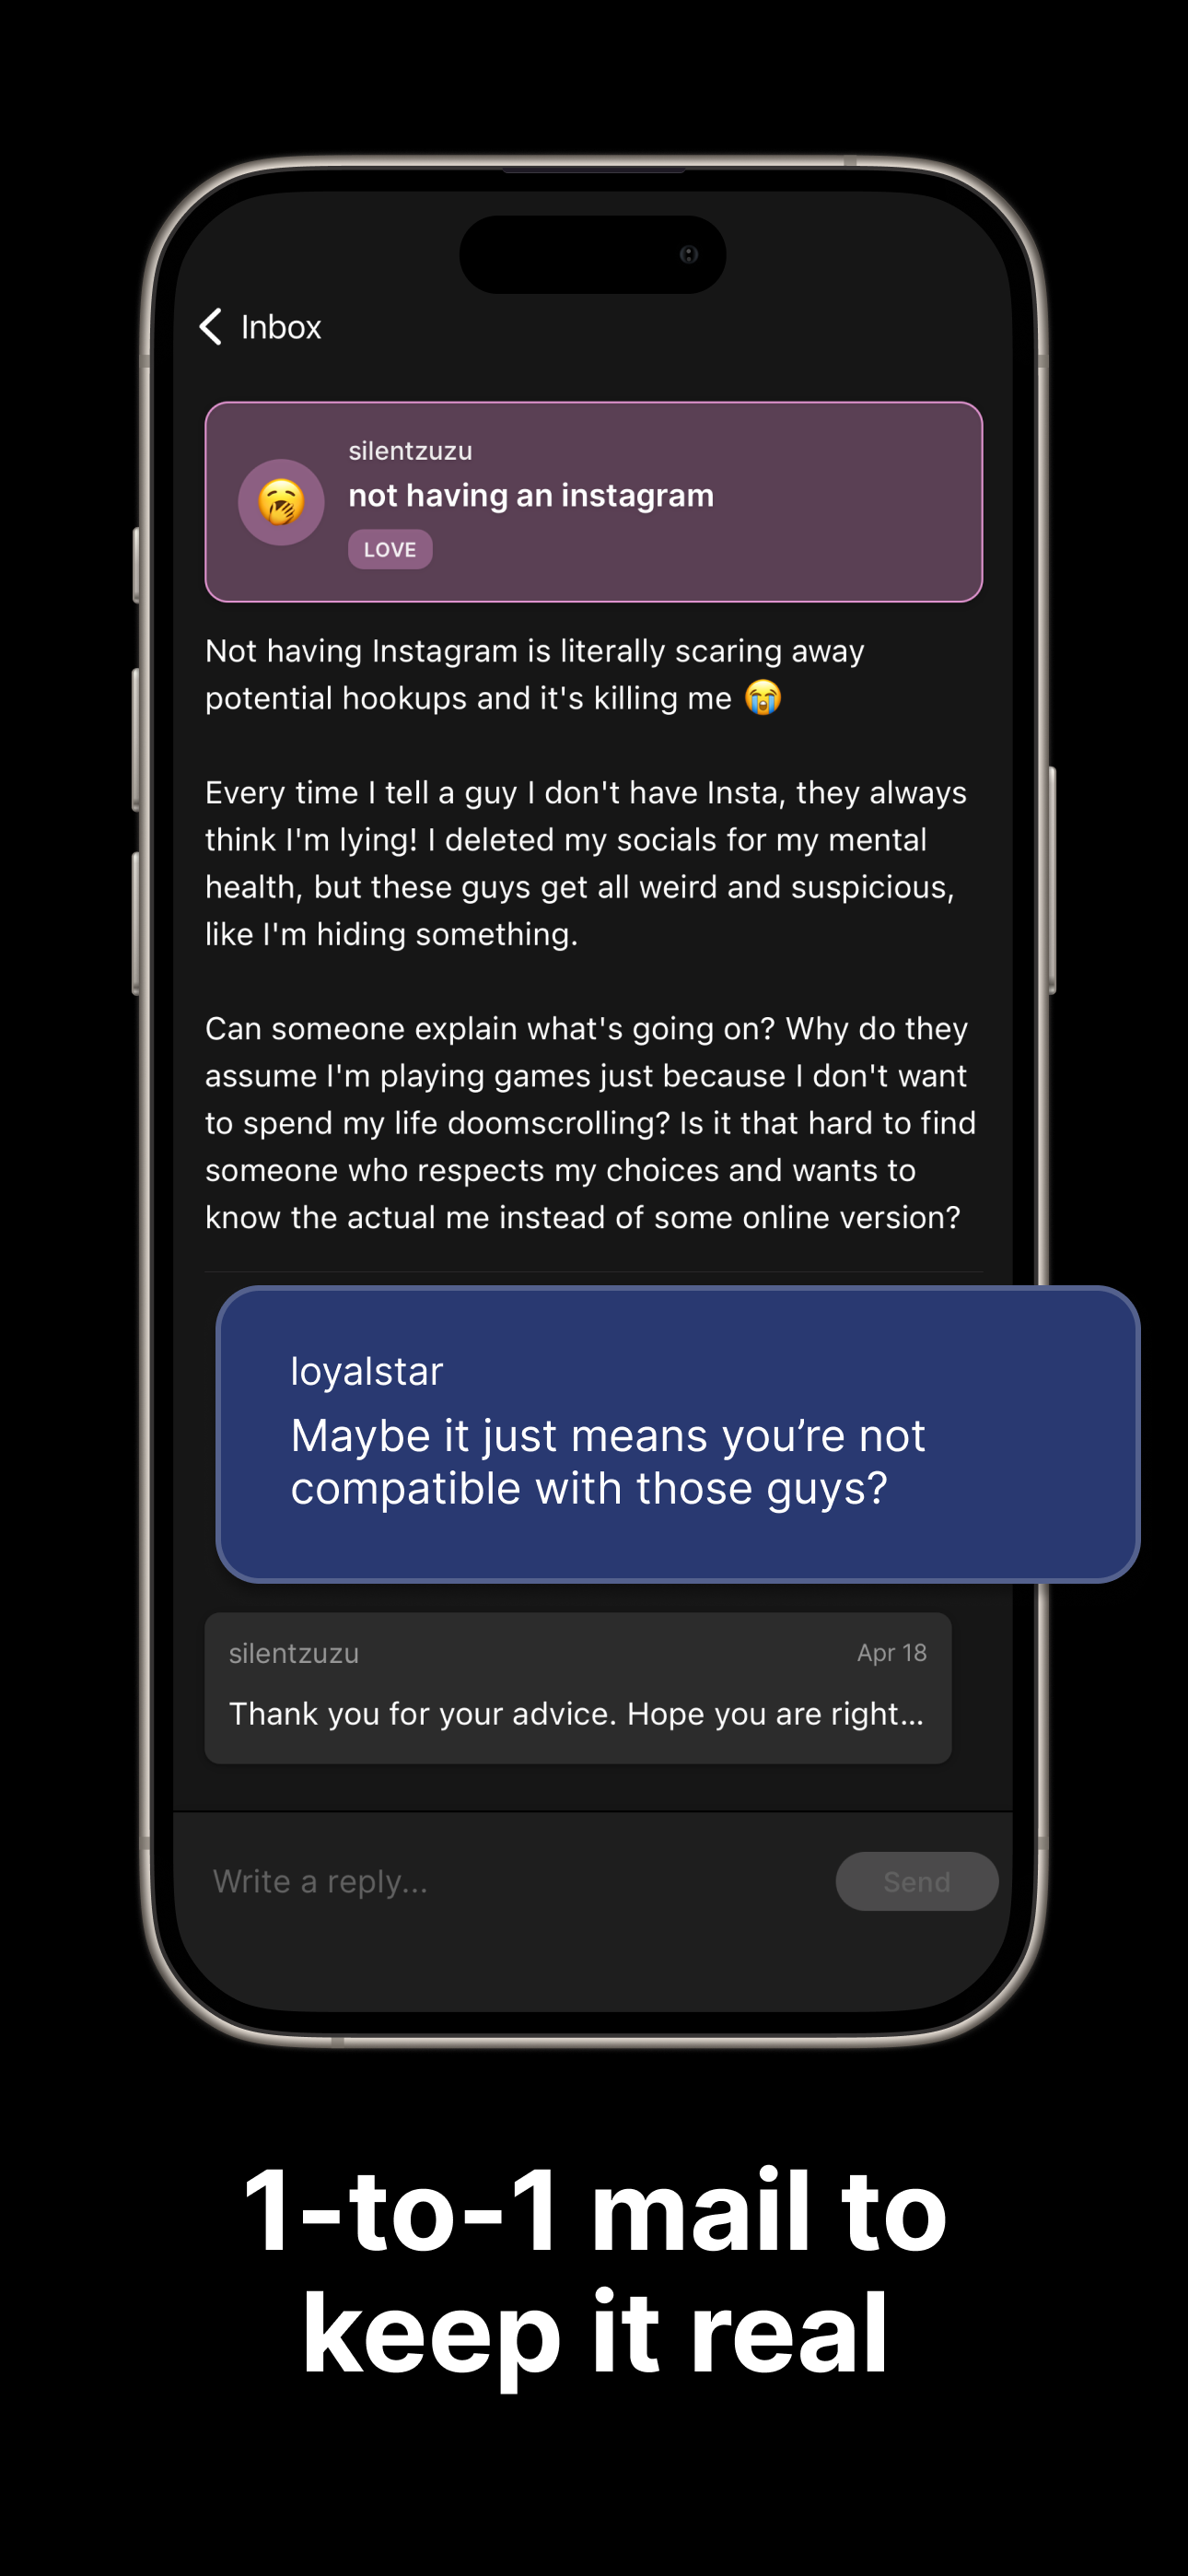 Inbox
silentzuzu
not having an instagram
LOVE
Not having Instagram is literally scaring away
potential hookups and it's killing me 😭
Every time I tell a guy I don't have Insta, they always
think I'm lying! I deleted my socials for my mental
health, but these guys get all weird and suspicious,
like I'm hiding something.
Can someone explain what's going on? Why do they
assume I'm playing games just because I don't want
to spend my life doomscrolling? Is it that hard to find
someone who respects my choices and wants to
know the actual me instead of some online version?
loyalstar
Maybe it just means you’re not
compatible with those guys?
silentzuzu
Apr 18
Thank you for your advice. Hope you are right...
Write a reply...
Send
1-to-1 mail to
keep it real